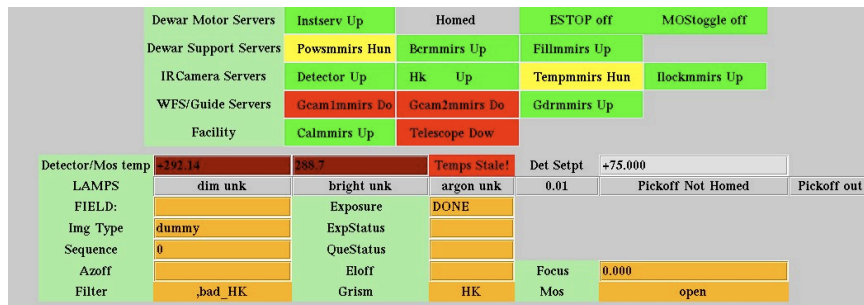 Dewar Motor Servers Instserv Up Homed ESTOP off MOStoggle off
Dewar Support Servers Powsmmirs Hun Bcrmmirs Up Fillmmirs Up
IRCamera Servers Detector Up Hk Up Tempmmirs Hun Ilockmmirs Up
WFS/Guide Servers Gcam1mmirs Do Gcam2mmirs Do Gdrmmirs Up
Facility Calmmirs Up Telescope Dow
Detector/Mos temp +292.14 288.7 Temps Stale! Det Setpt +75.000
LAMPS dim unk bright unk argon unk 0.01 Pickoff Not Homed Pickoff out
FIELD: Exposure DONE
Img Type dummy ExpStatus
Sequence 0 QueStatus
Azoff Eloff Focus 0.000
Filter ,bad_HK Grism HK Mos open